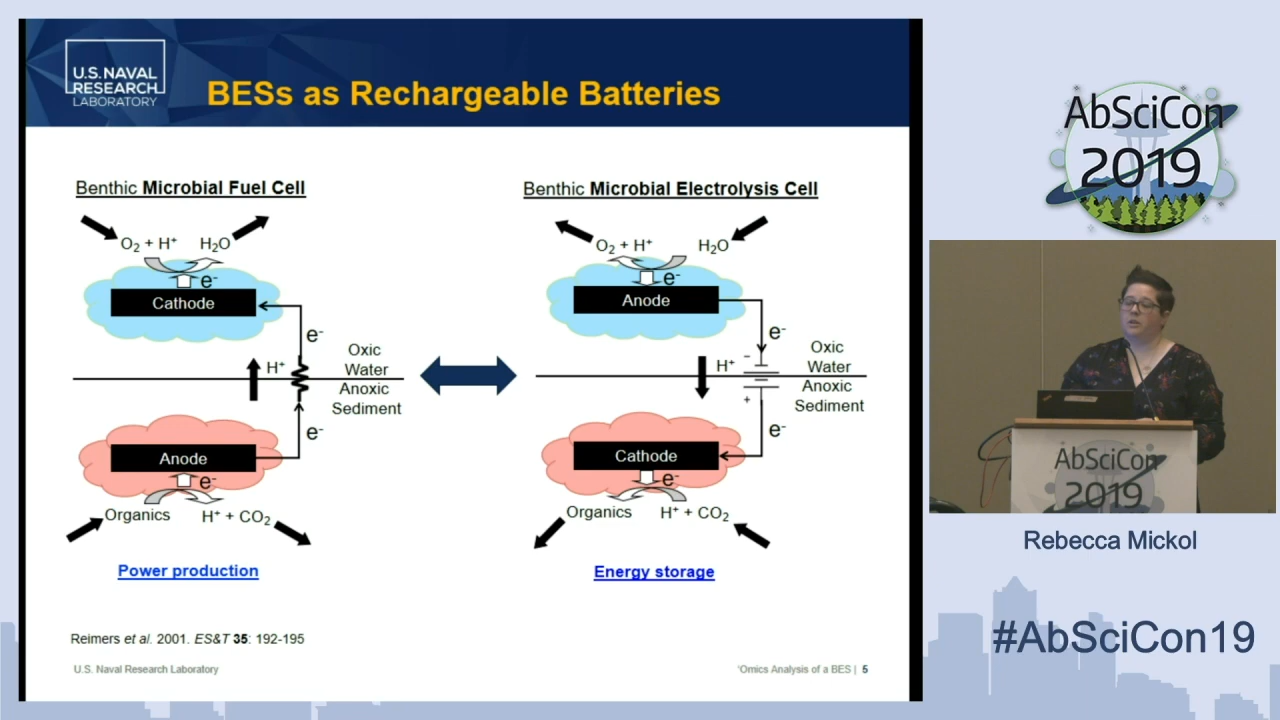 U.S. NAVAL
RESEARCH
LABORATORY
BESs as Rechargeable Batteries
Benthic Microbial Fuel Cell
O₂ + H⁺ H₂O
e⁻
Cathode
e⁻
H⁺
Oxic
Water
Anoxic
Sediment
e⁻
Anode
e⁻
Organics H⁺ + CO₂
Power production
Benthic Microbial Electrolysis Cell
O₂ + H⁺ H₂O
e⁻
Anode
e⁻
H⁺
-
+
Oxic
Water
Anoxic
Sediment
e⁻
Cathode
e⁻
Organics H⁺ + CO₂
Energy storage
Reimers et al. 2001. ES&T 35: 192-195
U.S. Naval Research Laboratory
'Omics Analysis of a BES | 5
AbSciCon
2019
AbSciCon
2019
Rebecca Mickol
#AbSciCon19